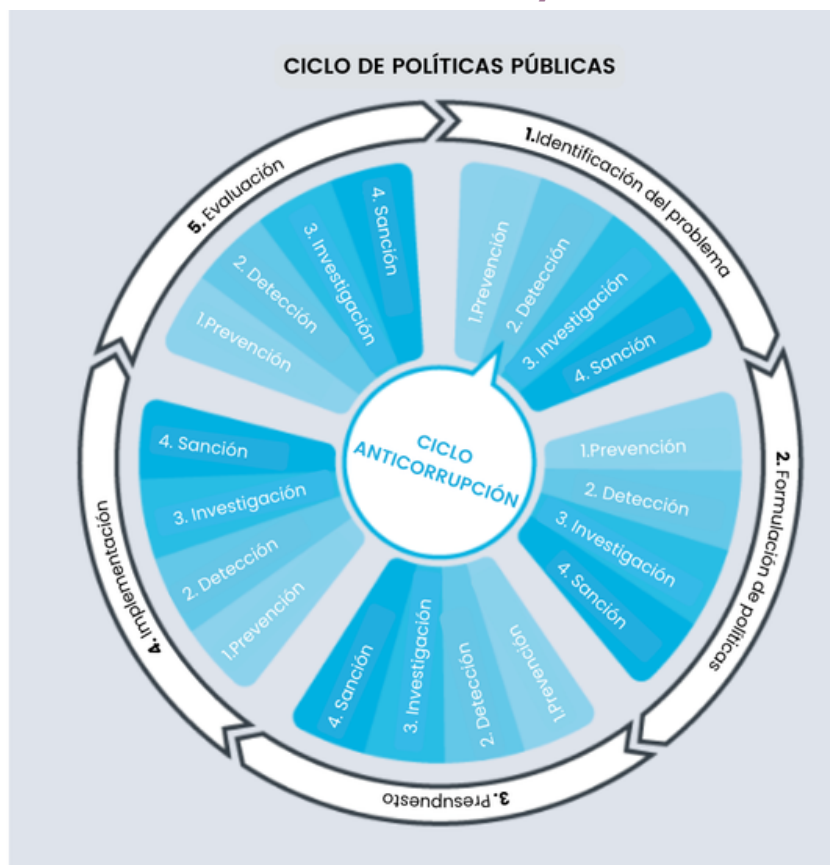 CICLO DE POLÍTICAS PÚBLICAS
1.Identificación del problema
1.Prevención
2. Detección
3. Investigación
4. Sanción
2. Formulación de políticas
1.Prevención
2. Detección
3. Investigación
4. Sanción
3. Presupuesto
1.Prevención
2. Detección
3. Investigación
4. Sanción
4. Implementación
1.Prevención
2. Detección
3. Investigación
4. Sanción
5. Evaluación
1.Prevención
2. Detección
3. Investigación
4. Sanción
CICLO
ANTICORRUPCIÓN